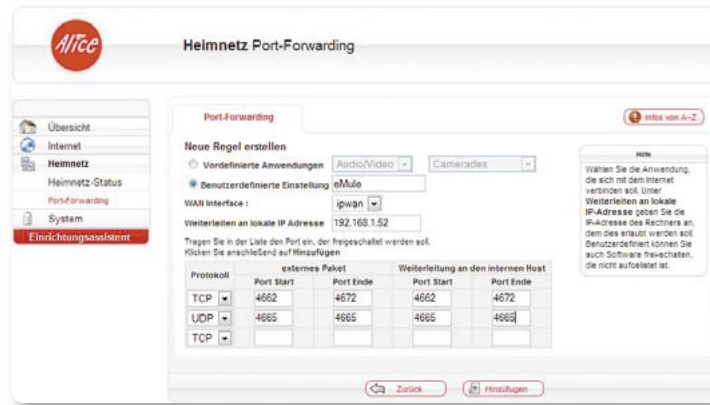 Alice
Heimnetz Port-Forwarding
Übersicht
Internet
Heimnetz
Heimnetz-Status
Port-Forwarding
System
Einrichtungsassistent
Port-Forwarding
Infos von A-Z
Neue Regel erstellen
Vordefinierte Anwendungen Audio/Video Camerades
Benutzerdefinierte Einstellung eMule
WAN Interface : ipwan
Weiterleiten an lokale IP Adresse 192.168.1.52
Tragen Sie in der Liste den Port ein, der freigeschaltet werden soll.
Klicken Sie anschließend auf Hinzufügen
Protokoll externes Paket Weiterleitung an den internen Host
Port Start Port Ende Port Start Port Ende
TCP 4662 4672 4662 4672
UDP 4665 4665 4665 4665
TCP
Hilfe
Wählen Sie die Anwendung,
die sich mit dem Internet
verbinden soll. Unter
Weiterleiten an lokale
IP-Adresse geben Sie die
IP-Adresse des Rechners an,
dem dies erlaubt werden soll.
Benutzerdefiniert können Sie
auch Software frei-schalten,
die nicht aufgelistet ist.
Zurück
Hinzufügen